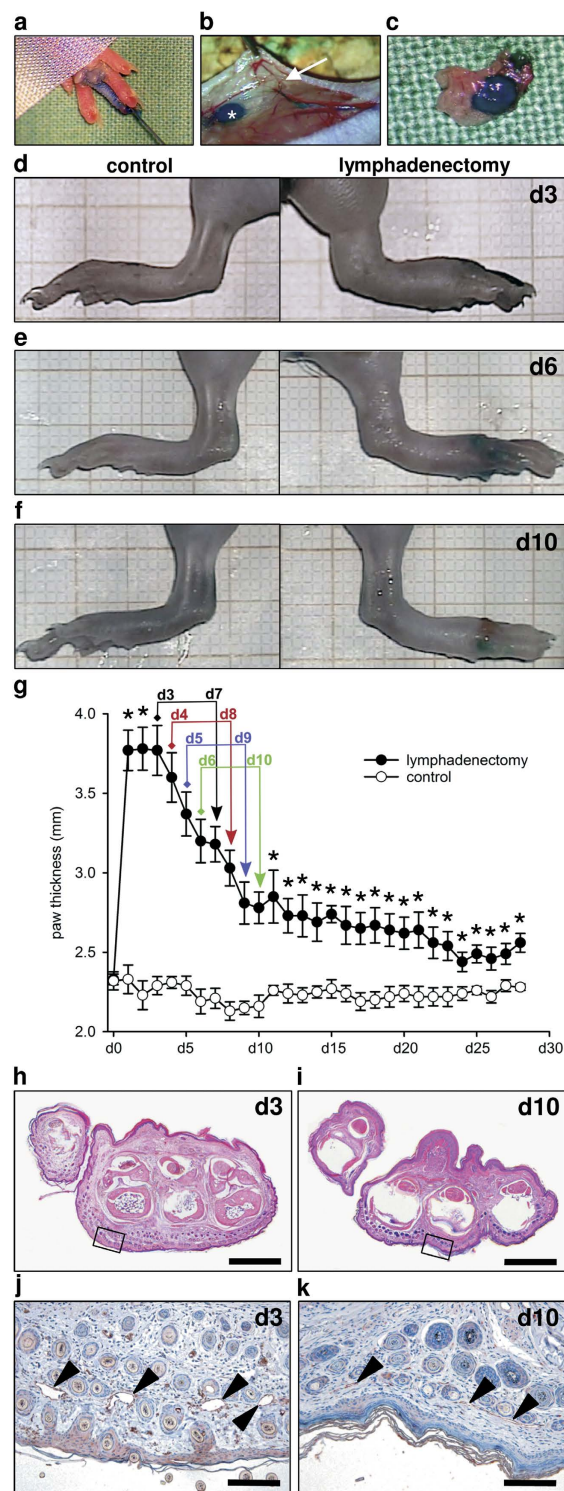 a b c
*
d control lymphadenectomy
d3
e
d6
f
d10
g
d3 d7
* *
d4 d8
d5 d9
d6 d10
4.0
3.5
3.0
2.5
2.0
paw thickness (mm)
lymphadenectomy
control
* * * * * * * * * * * * * * * * * *
d0 d5 d10 d15 d20 d25 d30
h i
d3 d10
j k
d3 d10